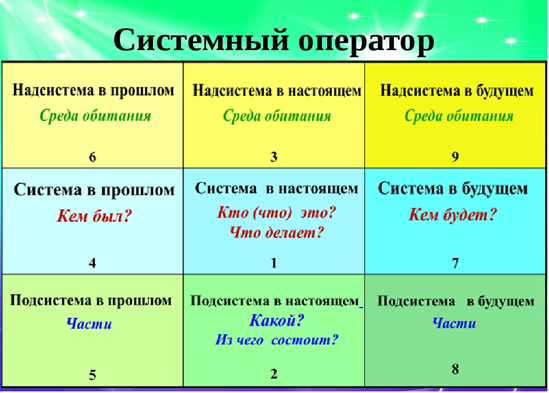 Системный оператор
Надсистема в прошлом
Среда обитания
6
Надсистема в настоящем
Среда обитания
3
Надсистема в будущем
Среда обитания
9
Система в прошлом
Кем был?
4
Система в настоящем
Кто (что) это?
Что делает?
1
Система в будущем
Кем будет?
7
Подсистема в прошлом
Части
5
Подсистема в настоящем
Какой?
Из чего состоит?
2
Подсистема в будущем
Части
8